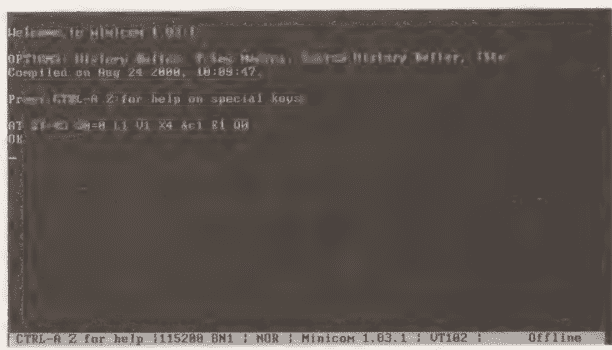 Welcome to Minicom 1.83.1
OPTIONS: History Buffer, F-key Macros, Search History Buffer, I18n
Compiled on Aug 24 2000, 10:09:47.
Press CTRL-A Z for help on special keys
AT S7=45 S0=0 L1 V1 X4 &c1 E1 Q0
OK
CTRL-A Z for help |115200 8N1 | NOR | Minicom 1.83.1 | VT102 | Offline